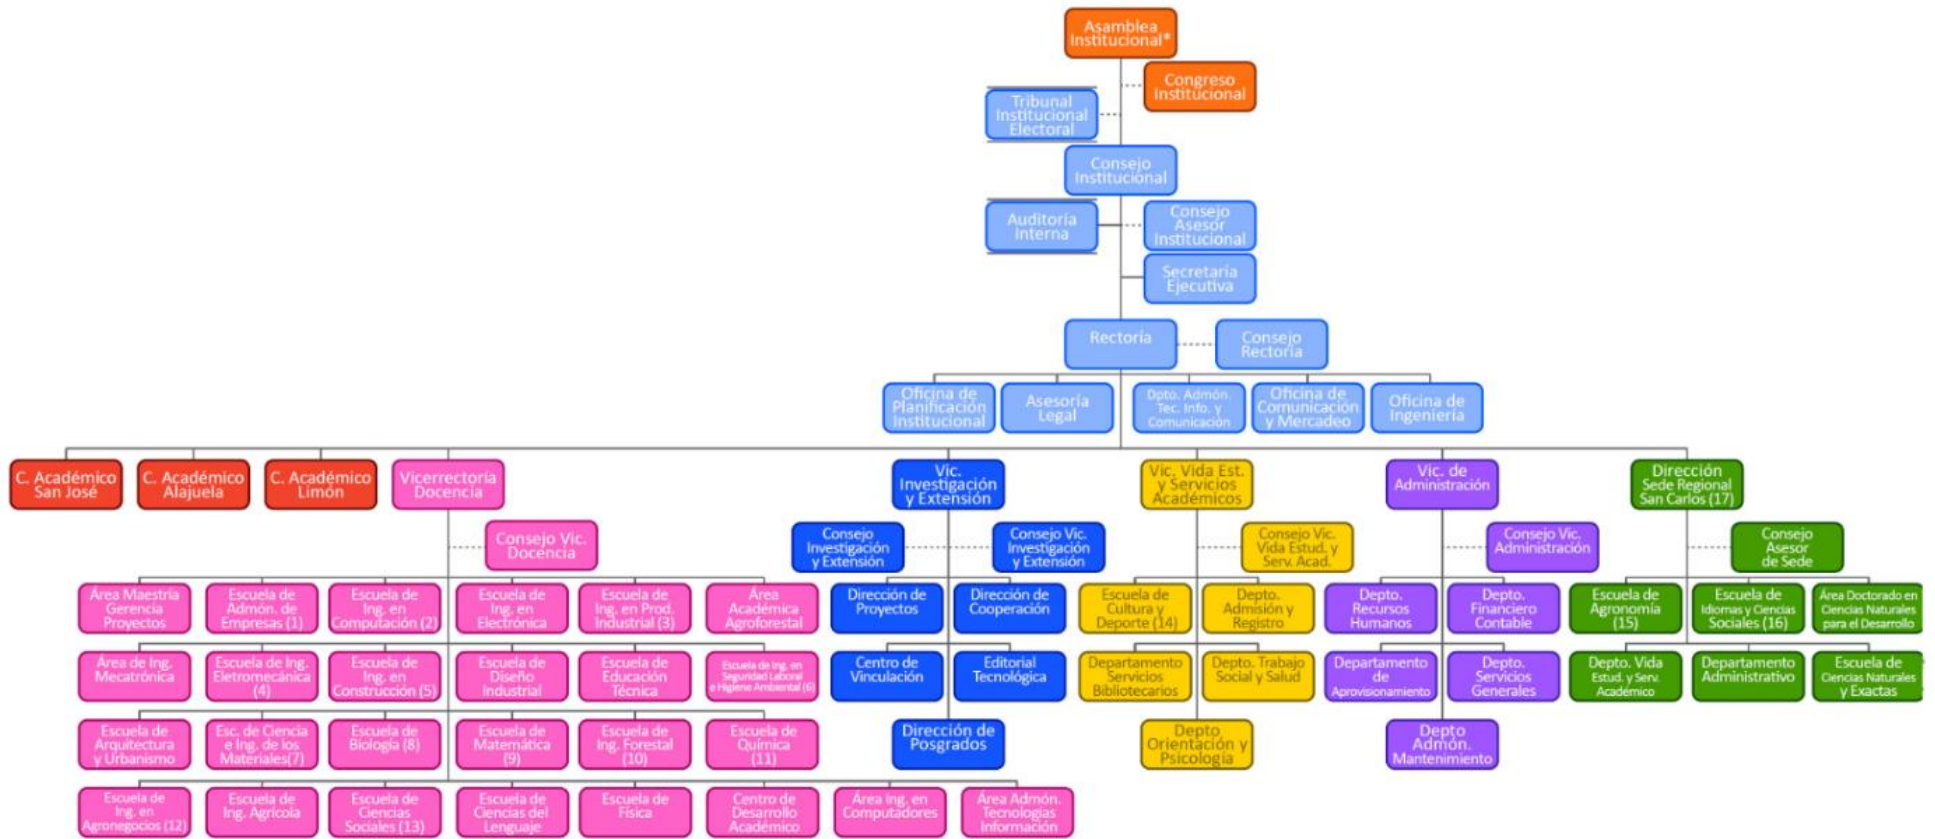 Asamblea
Institucional*
Congreso
Institucional
Tribunal
Institucional
Electoral
Consejo
Institucional
Auditoría
Interna
Consejo
Asesor
Institucional
Secretaría
Ejecutiva
Rectoría
Consejo
Rectoría
Oficina de
Planificación
Institucional
Asesoría
Legal
Dpto. Admón.
Tec. Info. y
Comunicación
Oficina de
Comunicación
y Mercadeo
Oficina de
Ingeniería
C. Académico
San José
C. Académico
Alajuela
C. Académico
Limón
Vicerrectoría
Docencia
Vic.
Investigación
y Extensión
Vic. Vida Est.
y Servicios
Académicos
Vic. de
Administración
Dirección
Sede Regional
San Carlos (17)
Consejo Vic.
Docencia
Consejo
Investigación
y Extensión
Consejo Vic.
Investigación
y Extensión
Consejo Vic.
Vida Estud. y
Serv. Acad.
Consejo Vic.
Administración
Consejo
Asesor
de Sede
Área Maestría
Gerencia
Proyectos
Escuela de
Admón. de
Empresas (1)
Escuela de
Ing. en
Computación (2)
Escuela de
Ing. en
Electrónica
Escuela de
Ing. en Prod.
Industrial (3)
Área
Académica
Agroforestal
Dirección de
Proyectos
Dirección de
Cooperación
Escuela de
Cultura y
Deporte (14)
Depto.
Admisión y
Registro
Depto.
Recursos
Humanos
Depto.
Financiero
Contable
Escuela de
Agronomía
(15)
Escuela de
Idiomas y Ciencias
Sociales (16)
Área Doctorado en
Ciencias Naturales
para el Desarrollo
Área de Ing.
Mecatrónica
Escuela de Ing.
Eletromecánica
(4)
Escuela de
Ing. en
Construcción (5)
Escuela de
Diseño
Industrial
Escuela de
Educación
Técnica
Escuela de Ing. en
Seguridad Laboral
e Higiene Ambiental (6)
Centro de
Vinculación
Editorial
Tecnológica
Departamento
Servicios
Bibliotecarios
Depto. Trabajo
Social y Salud
Departamento
de
Aprovisionamiento
Depto.
Servicios
Generales
Depto. Vida
Estud. y Serv.
Académico
Departamento
Administrativo
Escuela de
Ciencias Naturales
y Exactas
Escuela de
Arquitectura
y Urbanismo
Esc. de Ciencia
e Ing. de los
Materiales(7)
Escuela de
Biología (8)
Escuela de
Matemática
(9)
Escuela de
Ing. Forestal
(10)
Escuela de
Química
(11)
Dirección de
Posgrados
Depto
Orientación y
Psicología
Depto
Admón.
Mantenimiento
Escuela de
Ing. en
Agronegocios (12)
Escuela de
Ing. Agrícola
Escuela de
Ciencias
Sociales (13)
Escuela de
Ciencias del
Lenguaje
Escuela de
Física
Centro de
Desarrollo
Académico
Área Ing. en
Computadores
Área Admón.
Tecnologías
Información